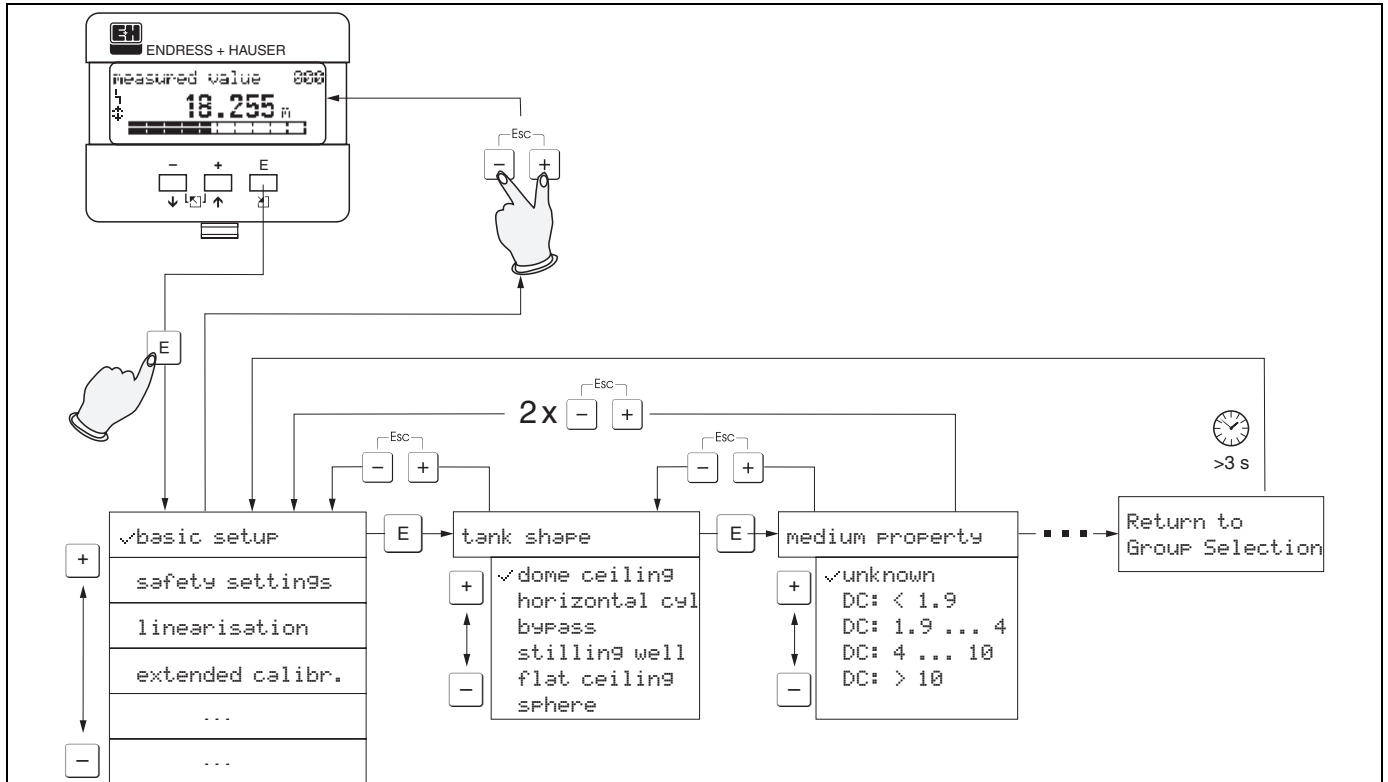 EH
ENDRESS + HAUSER
measured value 000
18.255 m
- + E
Esc
- +
E
Esc
2x - +
Esc
- +
Esc
- +
>3 s
✓basic setup
safety settings
linearisation
extended calibr.
...
...
+
-
E
tank shape
✓dome ceiling
horizontal cyl
bypass
stilling well
flat ceiling
sphere
+
-
E
medium property
✓unknown
DC: < 1.9
DC: 1.9 ... 4
DC: 4 ... 10
DC: > 10
+
-
Return to
Group Selection